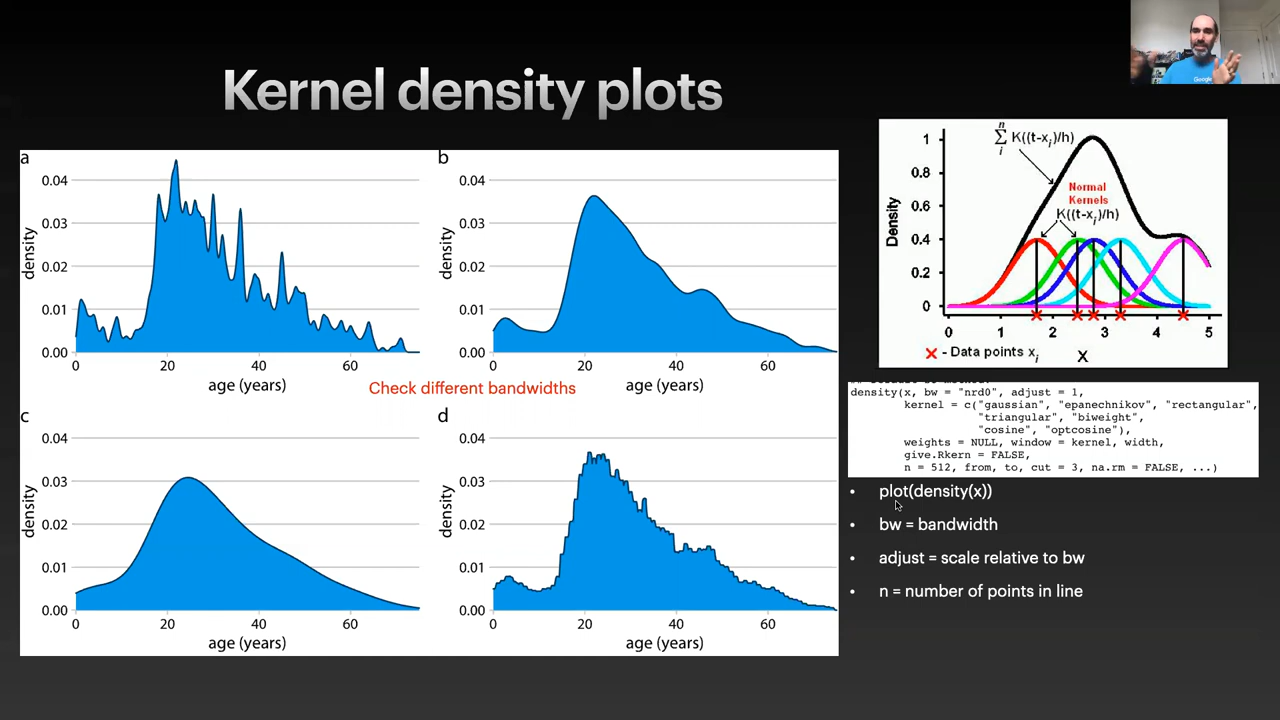 Kernel density plots
Google
a
0.04
0.03
0.02
0.01
0.00
density
0
20
40
60
age (years)
b
0.04
0.03
0.02
0.01
0.00
density
0
20
40
60
age (years)
Check different bandwidths
c
0.04
0.03
0.02
0.01
0.00
density
0
20
40
60
age (years)
d
0.04
0.03
0.02
0.01
0.00
density
0
20
40
60
age (years)
n
Σ K((t-xi)/h)
i
Normal
Kernels
K((t-xi)/h)
Density
1
0.8
0.6
0.4
0.2
0
0 1 2 3 4 5
× - Data points xi
X
density(x, bw = "nrd0", adjust = 1,
kernel = c("gaussian", "epanechnikov", "rectangular",
"triangular", "biweight",
"cosine", "optcosine"),
weights = NULL, window = kernel, width,
give.Rkern = FALSE,
n = 512, from, to, cut = 3, na.rm = FALSE, ...)
• plot(density(x))
• bw = bandwidth
• adjust = scale relative to bw
• n = number of points in line